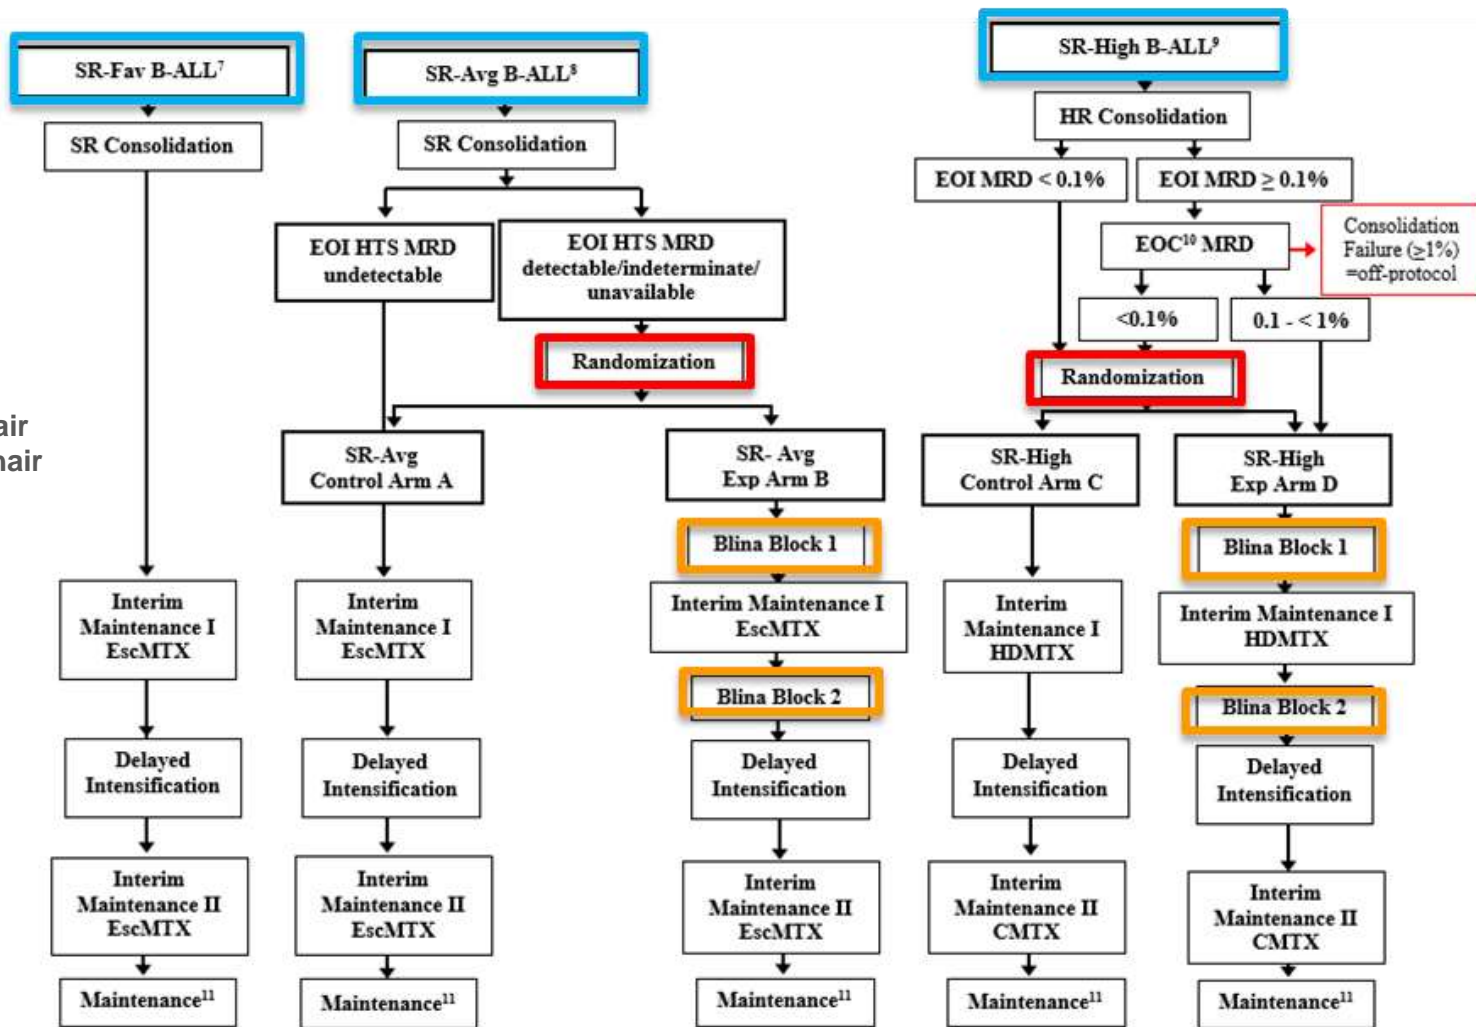 SR-Fav B-ALL⁷
SR-Avg B-ALL⁸
SR-High B-ALL⁹
SR Consolidation
SR Consolidation
HR Consolidation
EOI MRD < 0.1%
EOI MRD ≥ 0.1%
EOI HTS MRD
undetectable
EOI HTS MRD
detectable/indeterminate/
unavailable
EOC¹⁰ MRD
Consolidation
Failure (≥1%)
=off-protocol
<0.1%
0.1 - < 1%
Randomization
Randomization
air
hair
SR-Avg
Control Arm A
SR- Avg
Exp Arm B
SR-High
Control Arm C
SR-High
Exp Arm D
Blina Block 1
Blina Block 1
Interim
Maintenance I
EscMTX
Interim
Maintenance I
EscMTX
Interim Maintenance I
EscMTX
Interim
Maintenance I
HDMTX
Interim Maintenance I
HDMTX
Blina Block 2
Blina Block 2
Delayed
Intensification
Delayed
Intensification
Delayed
Intensification
Delayed
Intensification
Delayed
Intensification
Interim
Maintenance II
EscMTX
Interim
Maintenance II
EscMTX
Interim
Maintenance II
EscMTX
Interim
Maintenance II
CMTX
Interim
Maintenance II
CMTX
Maintenance¹¹
Maintenance¹¹
Maintenance¹¹
Maintenance¹¹
Maintenance¹¹